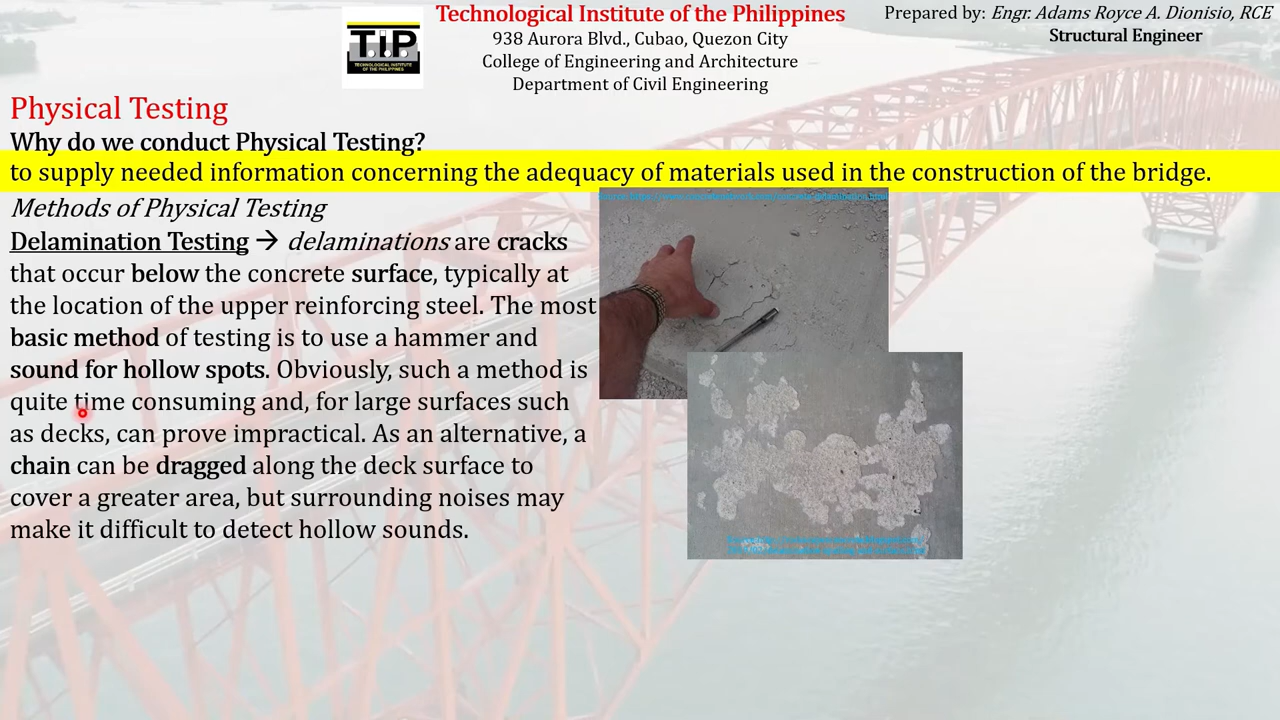 Technological Institute of the Philippines
938 Aurora Blvd., Cubao, Quezon City
College of Engineering and Architecture
Department of Civil Engineering
Prepared by: Engr. Adams Royce A. Dionisio, RCE
Structural Engineer
TiP
TECHNOLOGICAL INSTITUTE
OF THE PHILIPPINES
Physical Testing
Why do we conduct Physical Testing?
to supply needed information concerning the adequacy of materials used in the construction of the bridge.
Methods of Physical Testing
Delamination Testing → delaminations are cracks
that occur below the concrete surface, typically at
the location of the upper reinforcing steel. The most
basic method of testing is to use a hammer and
sound for hollow spots. Obviously, such a method is
quite time consuming and, for large surfaces such
as decks, can prove impractical. As an alternative, a
chain can be dragged along the deck surface to
cover a greater area, but surrounding noises may
make it difficult to detect hollow sounds.